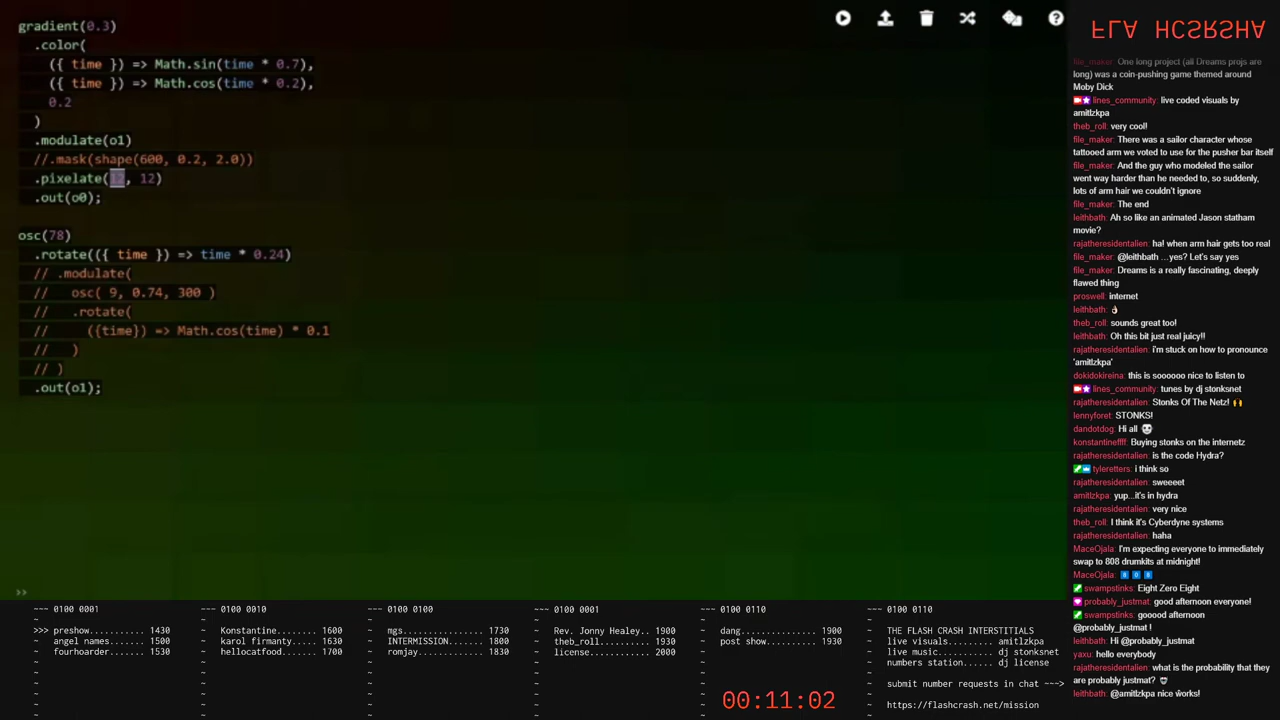 gradient(0.3)
.color(
({ time }) => Math.sin(time * 0.7),
({ time }) => Math.cos(time * 0.2),
0.2
)
.modulate(o1)
//.mask(shape(600, 0.2, 2.0))
.pixelate(12, 12)
.out(o0);
osc(78)
.rotate(({ time }) => time * 0.24)
// .modulate(
// osc( 9, 0.74, 300 )
// .rotate(
// ({time}) => Math.cos(time) * 0.1
// )
// )
.out(o1);
>>
FLA HCSRSHA
file_maker: One long project (all Dreams projs are
long) was a coin-pushing game themed around
Moby Dick
lines_community: live coded visuals by
amitlzkpa
theb_roll: very cool!
file_maker: There was a sailor character whose
tattooed arm we voted to use for the pusher bar itself
file_maker: And the guy who modeled the sailor
went way harder than he needed to, so suddenly,
lots of arm hair we couldn't ignore
file_maker: The end
leithbath: Ah so like an animated Jason statham
movie?
rajatheresidentalien: ha! when arm hair gets too real
file_maker: @leithbath ...yes? Let's say yes
file_maker: Dreams is a really fascinating, deeply
flawed thing
proswell: internet
leithbath: 👌
theb_roll: sounds great too!
leithbath: Oh this bit just real juicy!!
rajatheresidentalien: i'm stuck on how to pronounce
'amitlzkpa'
dokidokireina: this is soooooo nice to listen to
lines_community: tunes by dj stonksnet
rajatheresidentalien: Stonks Of The Netz! 🙌
lennyforet: STONKS!
dandotdog: Hi all
konstantineffff: Buying stonks on the internetz
rajatheresidentalien: is the code Hydra?
tyleretters: i think so
rajatheresidentalien: sweeeet
amitlzkpa: yup...it's in hydra
rajatheresidentalien: very nice
theb_roll: I think it's Cyberdyne systems
rajatheresidentalien: haha
MaceOjala: I'm expecting everyone to immediately
swap to 808 drumkits at midnight!
MaceOjala: 8 0 8
swampstinks: Eight Zero Eight
probably_justmat: good afternoon everyone!
swampstinks: gooood afternoon
@probably_justmat !
leithbath: Hi @probably_justmat
yaxu: hello everybody
rajatheresidentalien: what is the probability that they
are probably justmat?
leithbath: @amitlzkpa nice works!
~~~ 0100 0001
>>> preshow........... 1430
angel names....... 1500
fourhoarder....... 1530
~~~ 0100 0010
Konstantine....... 1600
karol firmanty.... 1630
hellocatfood...... 1700
~~~ 0100 0100
mgs............... 1730
INTERMISSION...... 1800
romjay............ 1830
~~~ 0100 0001
Rev. Jonny Healey.. 1900
theb_roll.......... 1930
license............ 2000
~~~ 0100 0110
dang.............. 1900
post show......... 1930
00:11:02
~~~ 0100 0110
THE FLASH CRASH INTERSTITIALS
live visuals....... amitlzkpa
live music...... dj stonksnet
numbers station... dj license
submit number requests in chat ~~~>
https://flashcrash.net/mission